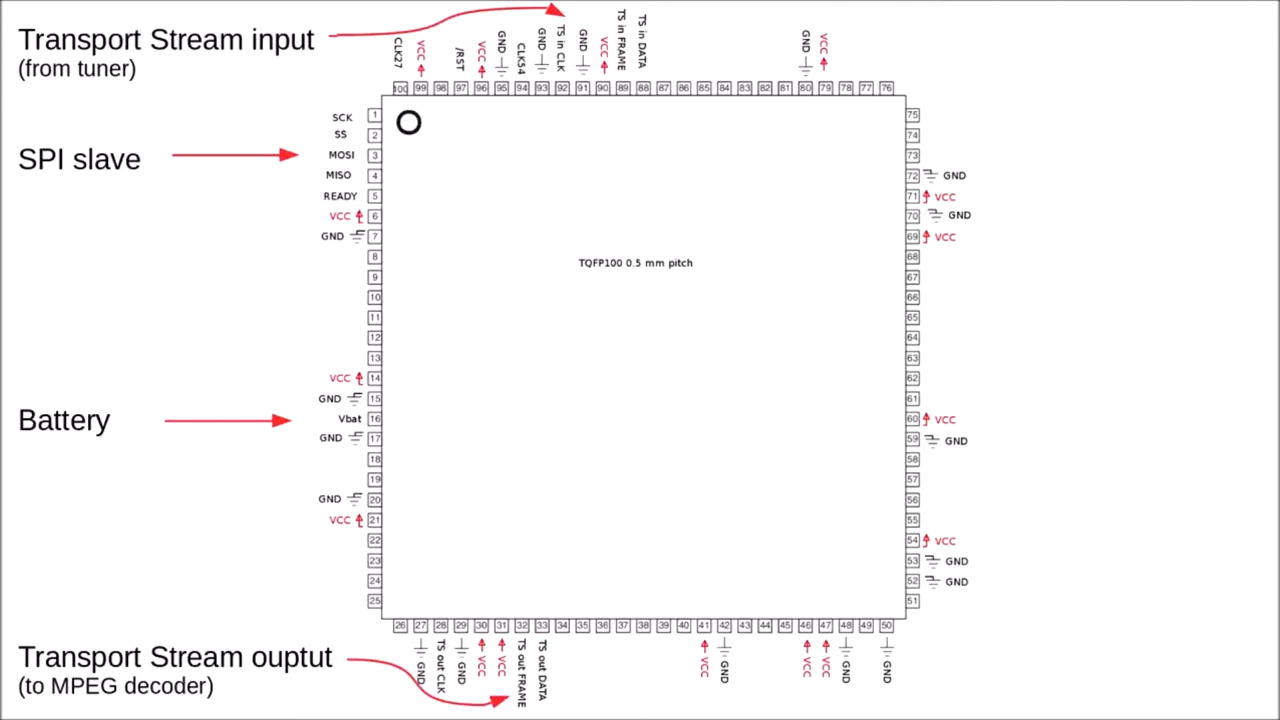 Transport Stream input
(from tuner)
CLK27
VCC
/RST
VCC
GND
CLK54
GND
TS in CLK
GND
VCC
TS in FRAME
TS in DATA
GND
VCC
100 99 98 97 96 95 94 93 92 91 90 89 88 87 86 85 84 83 82 81 80 79 78 77 76
SPI slave
SCK 1
SS 2
MOSI 3
MISO 4
READY 5
VCC 6
GND 7
8
9
10
11
12
13
Battery
VCC 14
GND 15
Vbat 16
GND 17
18
19
GND 20
VCC 21
22
23
24
25
TQFP100 0.5 mm pitch
75
74
73
72 GND
71 VCC
70 GND
69 VCC
68
67
66
65
64
63
62
61
60 VCC
59 GND
58
57
56
55
54 VCC
53 GND
52 GND
51
26 27 28 29 30 31 32 33 34 35 36 37 38 39 40 41 42 43 44 45 46 47 48 49 50
GND
TS out CLK
GND
VCC
VCC
TS out FRAME
TS out DATA
VCC
GND
VCC
VCC
GND
GND
Transport Stream ouptut
(to MPEG decoder)